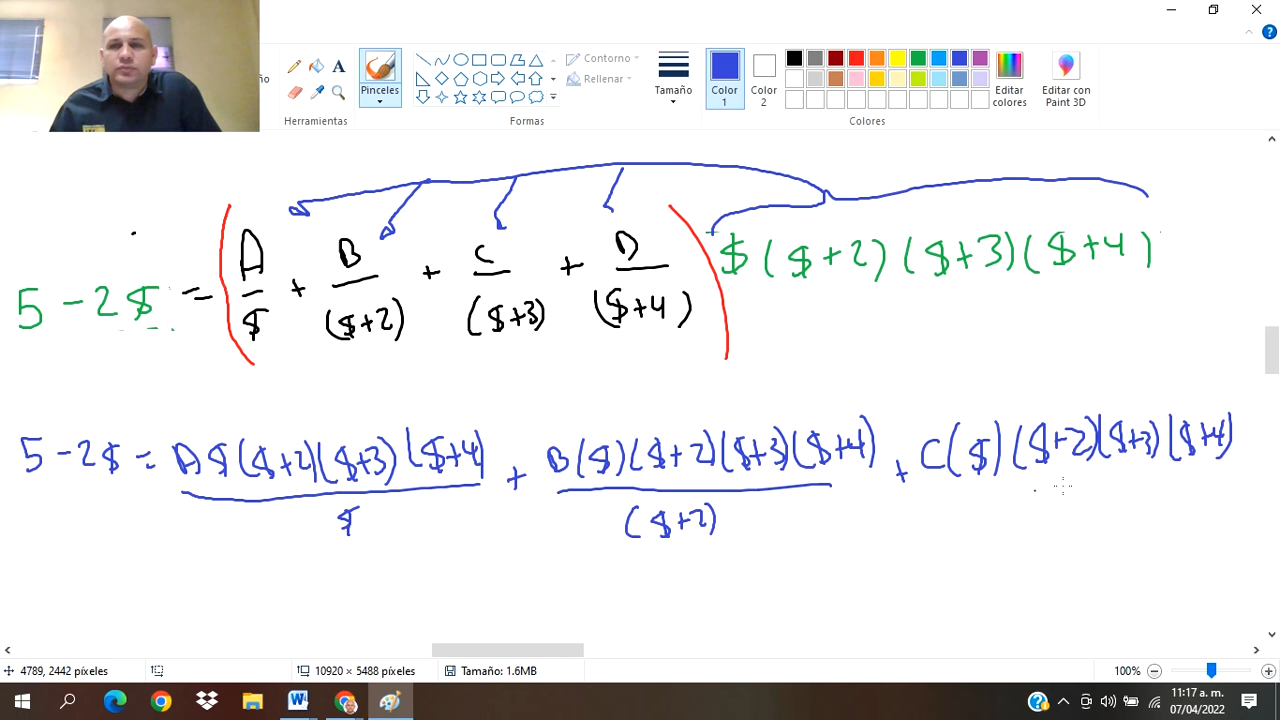 Contorno
Rellenar
ño
Pinceles
Tamaño
Color 1
Color 2
Editar colores
Editar con Paint 3D
Herramientas
Formas
Colores
5 - 2$ = ( A/$ + B/($+2) + C/($+3) + D/($+4) ) $($+2)($+3)($+4)
5 - 2$ = A$($+2)($+3)($+4)/$ + B($)($+2)($+3)($+4)/($+2) + C($)($+2)($+3)($+4)
4789, 2442 píxeles
10920 × 5488 píxeles
Tamaño: 1.6MB
100%
11:17 a. m.
07/04/2022